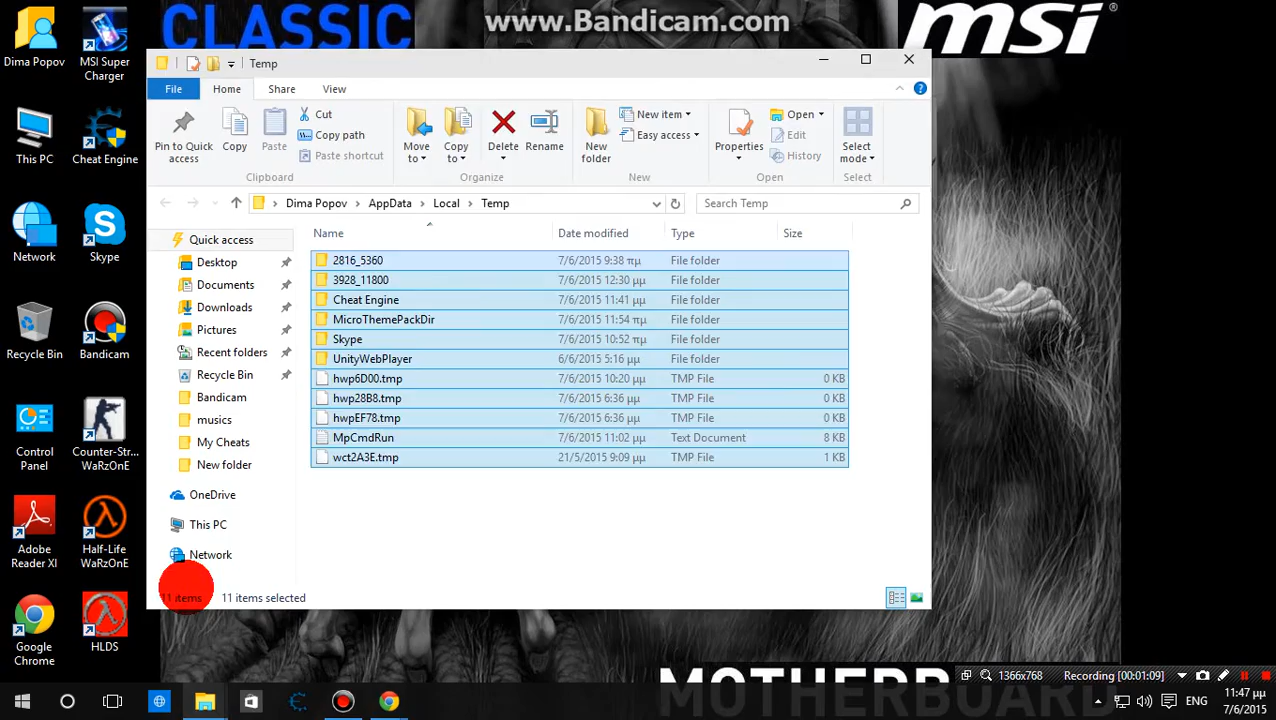 CLASSIC
www.Bandicam.com
msi
Dima Popov
MSI Super Charger
This PC
Cheat Engine
Network
Skype
Recycle Bin
Bandicam
Control Panel
Counter-Str... WaRzOnE
Adobe Reader XI
Half-Life WaRzOnE
Google Chrome
HLDS
Temp
File
Home
Share
View
Pin to Quick access
Copy
Paste
Cut
Copy path
Paste shortcut
Clipboard
Move to
Copy to
Delete
Rename
Organize
New folder
New item
Easy access
New
Properties
Open
Edit
History
Open
Select mode
Select
Dima Popov > AppData > Local > Temp
Search Temp
Quick access
Desktop
Documents
Downloads
Pictures
Recent folders
Recycle Bin
Bandicam
musics
My Cheats
New folder
OneDrive
This PC
Network
Name Date modified Type Size
2816_5360 7/6/2015 9:38 πμ File folder
3928_11800 7/6/2015 12:30 μμ File folder
Cheat Engine 7/6/2015 11:41 μμ File folder
MicroThemePackDir 7/6/2015 11:54 πμ File folder
Skype 7/6/2015 10:52 πμ File folder
UnityWebPlayer 6/6/2015 5:16 μμ File folder
hwp6D00.tmp 7/6/2015 10:20 μμ TMP File 0 KB
hwp28B8.tmp 7/6/2015 6:36 μμ TMP File 0 KB
hwpEF78.tmp 7/6/2015 6:36 μμ TMP File 0 KB
MpCmdRun 7/6/2015 11:02 μμ Text Document 8 KB
wct2A3E.tmp 21/5/2015 9:09 μμ TMP File 1 KB
11 items 11 items selected
MOTHERBOARD
1366x768 Recording [00:01:09]
ENG
11:47 μμ
7/6/2015